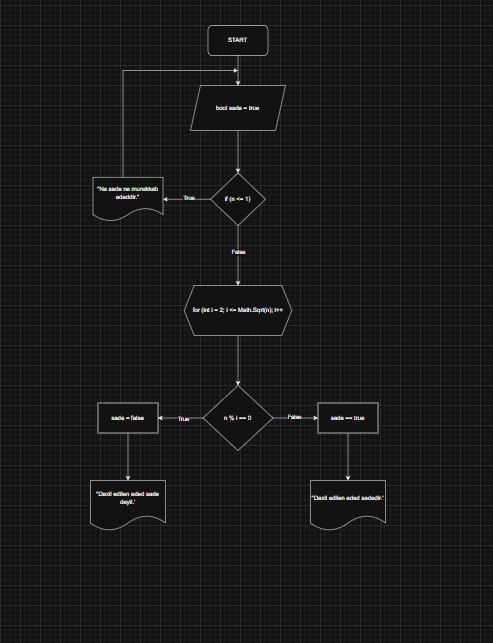 START
bool sade = true
"Ne sade ne murekkeb
ededdir."
True
if (n <= 1)
False
for (int i = 2; i <= Math.Sqrt(n); i++
sade = false
True
n % i == 0
False
sade == true
"Daxil edilen eded sade
deyil."
"Daxil edilen eded sadedir."